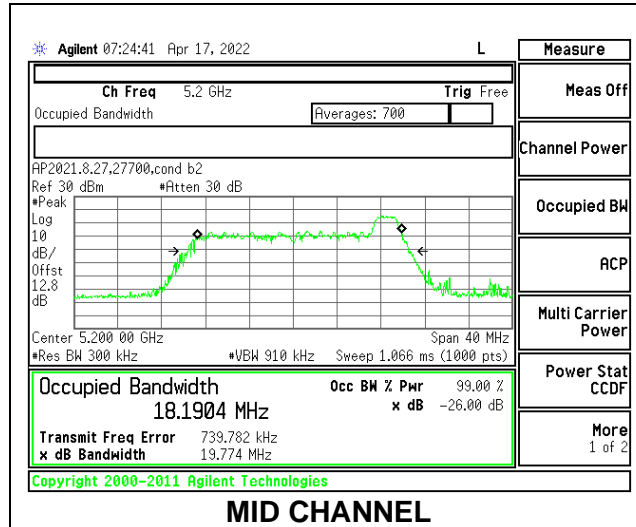 Agilent 07:24:41 Apr 17, 2022 L
Measure
Ch Freq 5.2 GHz Trig Free
Meas Off
Occupied Bandwidth Averages: 700
Channel Power
AP2021.8.27,27700,cond b2
Ref 30 dBm #Atten 30 dB
#Peak
Log
10
dB/
Offst
12.8
dB
Occupied BW
ACP
Multi Carrier
Power
Center 5.200 00 GHz Span 40 MHz
#Res BW 300 kHz #VBW 910 kHz Sweep 1.066 ms (1000 pts)
Power Stat
CCDF
Occupied Bandwidth Occ BW % Pwr 99.00 %
18.1904 MHz x dB -26.00 dB
Transmit Freq Error 739.782 kHz
x dB Bandwidth 19.774 MHz
More
1 of 2
Copyright 2000-2011 Agilent Technologies
MID CHANNEL